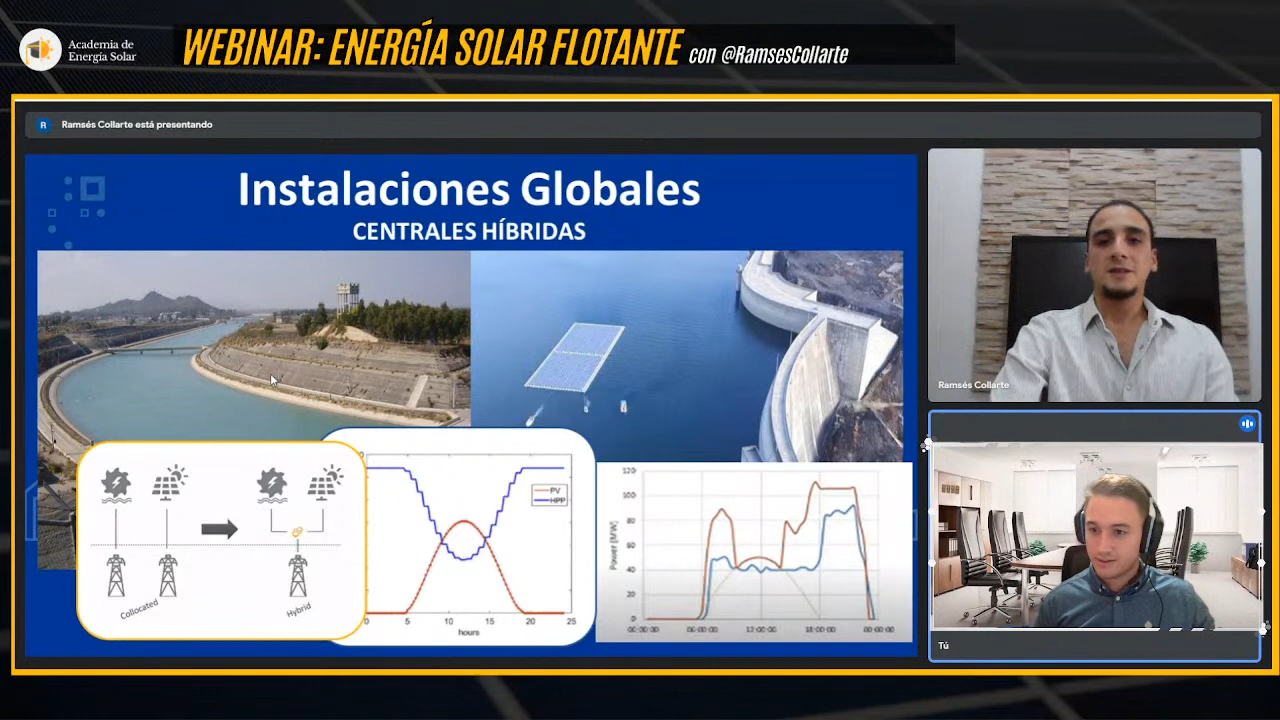 Academia de
Energía Solar
WEBINAR: ENERGÍA SOLAR FLOTANTE con @RamsesCollarte
R
Ramsés Collarte está presentando
Instalaciones Globales
CENTRALES HÍBRIDAS
Collocated
Hybrid
PV
HPP
0 5 10 15 20 25
hours
Power [MW]
120
100
80
60
40
20
0
00:00:00 06:00:00 12:00:00 18:00:00 00:00:00
Ramsés Collarte
Tú